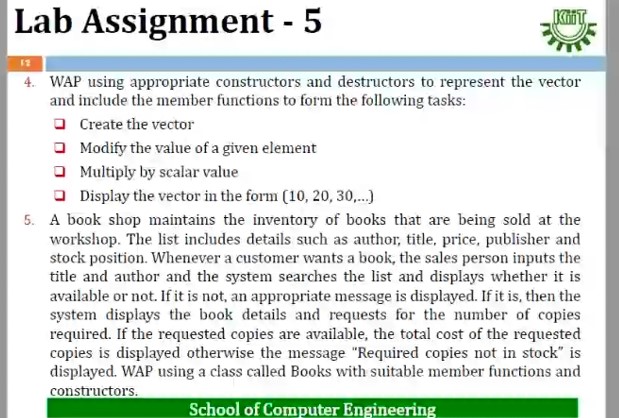 Lab Assignment - 5
KIIT
12
4. WAP using appropriate constructors and destructors to represent the vector
and include the member functions to form the following tasks:
❑ Create the vector
❑ Modify the value of a given element
❑ Multiply by scalar value
❑ Display the vector in the form (10, 20, 30,...)
5. A book shop maintains the inventory of books that are being sold at the
workshop. The list includes details such as author, title, price, publisher and
stock position. Whenever a customer wants a book, the sales person inputs the
title and author and the system searches the list and displays whether it is
available or not. If it is not, an appropriate message is displayed. If it is, then the
system displays the book details and requests for the number of copies
required. If the requested copies are available, the total cost of the requested
copies is displayed otherwise the message "Required copies not in stock" is
displayed. WAP using a class called Books with suitable member functions and
constructors.
School of Computer Engineering